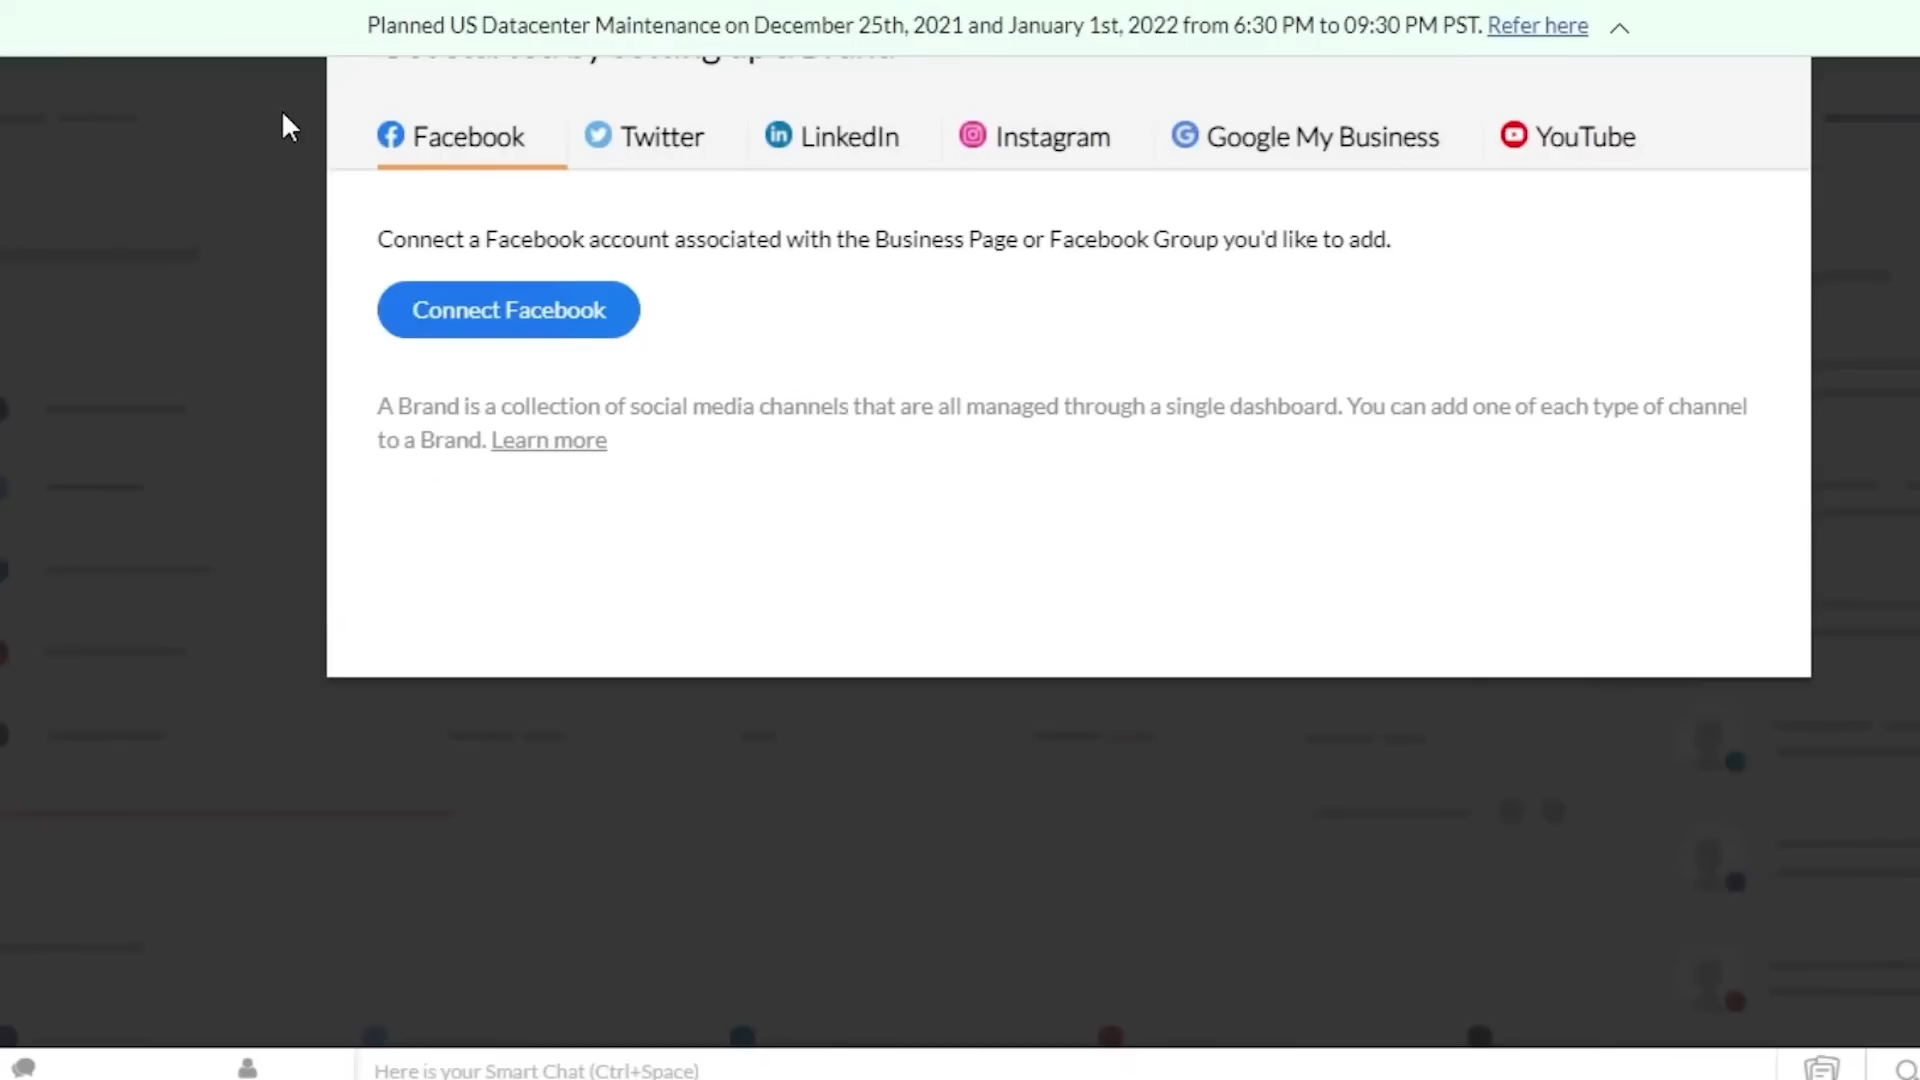 Planned US Datacenter Maintenance on December 25th, 2021 and January 1st, 2022 from 6:30 PM to 09:30 PM PST. Refer here
Facebook Twitter LinkedIn Instagram Google My Business YouTube
Connect a Facebook account associated with the Business Page or Facebook Group you'd like to add.
Connect Facebook
A Brand is a collection of social media channels that are all managed through a single dashboard. You can add one of each type of channel
to a Brand. Learn more
Here is your Smart Chat (Ctrl+Space)